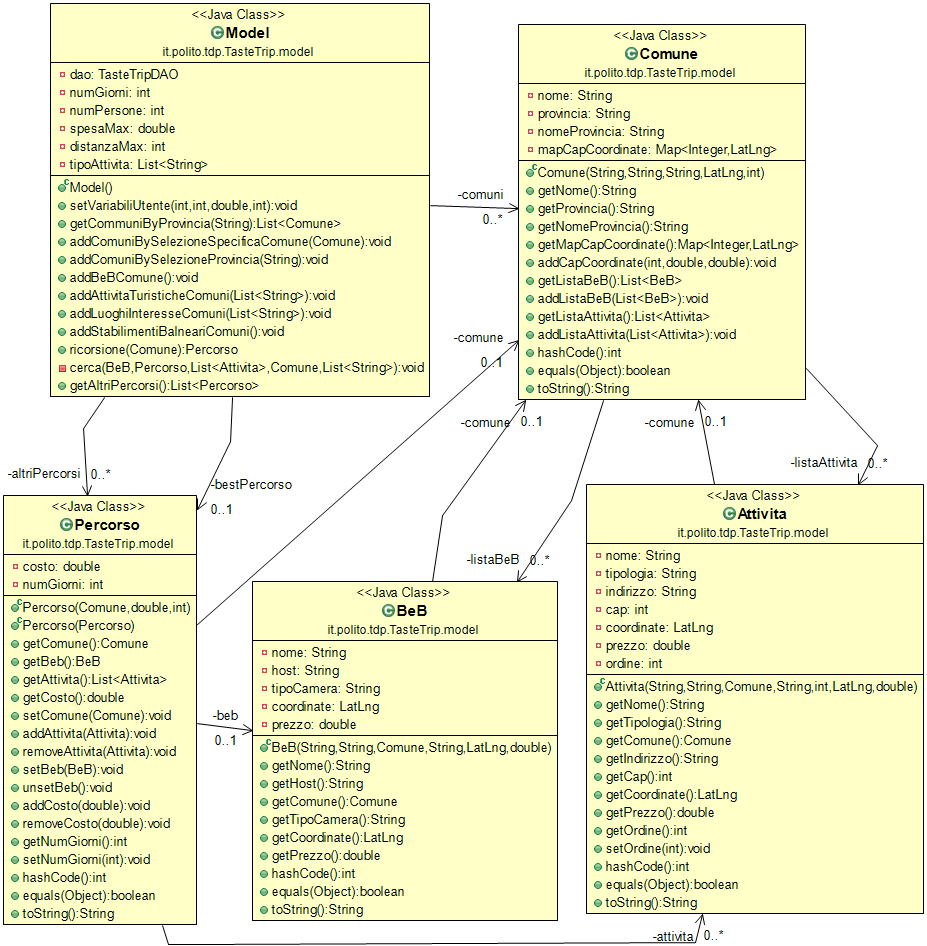 <<Java Class>>
Model
it.polito.tdp.TasteTrip.model
dao: TasteTripDAO
numGiorni: int
numPersone: int
spesaMax: double
distanzaMax: int
tipoAttivita: List<String>
Model()
setVariabiliUtente(int,int,double,int):void
getCommuniByProvincia(String):List<Comune>
addComuniBySelezioneSpecificaComune(Comune):void
addComuniBySelezioneProvincia(String):void
addBeBComune():void
addAttivitaTuristicheComuni(List<String>):void
addLuoghiInteresseComuni(List<String>):void
addStabilimentiBalneariComuni():void
ricorsione(Comune):Percorso
cerca(BeB,Percorso,List<Attivita>,Comune,List<String>):void
getAltriPercorsi():List<Percorso>
-comuni
0..*
<<Java Class>>
Comune
it.polito.tdp.TasteTrip.model
nome: String
provincia: String
nomeProvincia: String
mapCapCoordinate: Map<Integer,LatLng>
Comune(String,String,String,LatLng,int)
getNome():String
getProvincia():String
getNomeProvincia():String
getMapCapCoordinate():Map<Integer,LatLng>
addCapCoordinate(int,double,double):void
getListaBeB():List<BeB>
addListaBeB(List<BeB>):void
getListaAttivita():List<Attivita>
addListaAttivita(List<Attivita>):void
hashCode():int
equals(Object):boolean
toString():String
-comune
0..1
-comune 0..1
-comune 0..1
-altriPercorsi 0..*
-bestPercorso
0..1
-listaBeB 0..*
-listaAttivita 0..*
<<Java Class>>
Percorso
it.polito.tdp.TasteTrip.model
costo: double
numGiorni: int
Percorso(Comune,double,int)
Percorso(Percorso)
getComune():Comune
getBeb():BeB
getAttivita():List<Attivita>
getCosto():double
setComune(Comune):void
addAttivita(Attivita):void
removeAttivita(Attivita):void
setBeb(BeB):void
unsetBeb():void
addCosto(double):void
removeCosto(double):void
getNumGiorni():int
setNumGiorni(int):void
hashCode():int
equals(Object):boolean
toString():String
-beb
0..1
<<Java Class>>
BeB
it.polito.tdp.TasteTrip.model
nome: String
host: String
tipoCamera: String
coordinate: LatLng
prezzo: double
BeB(String,String,Comune,String,LatLng,double)
getNome():String
getHost():String
getComune():Comune
getTipoCamera():String
getCoordinate():LatLng
getPrezzo():double
hashCode():int
equals(Object):boolean
toString():String
<<Java Class>>
Attivita
it.polito.tdp.TasteTrip.model
nome: String
tipologia: String
indirizzo: String
cap: int
coordinate: LatLng
prezzo: double
ordine: int
Attivita(String,String,Comune,String,int,LatLng,double)
getNome():String
getTipologia():String
getComune():Comune
getIndirizzo():String
getCap():int
getCoordinate():LatLng
getPrezzo():double
getOrdine():int
setOrdine(int):void
hashCode():int
equals(Object):boolean
toString():String
-attivita 0..*